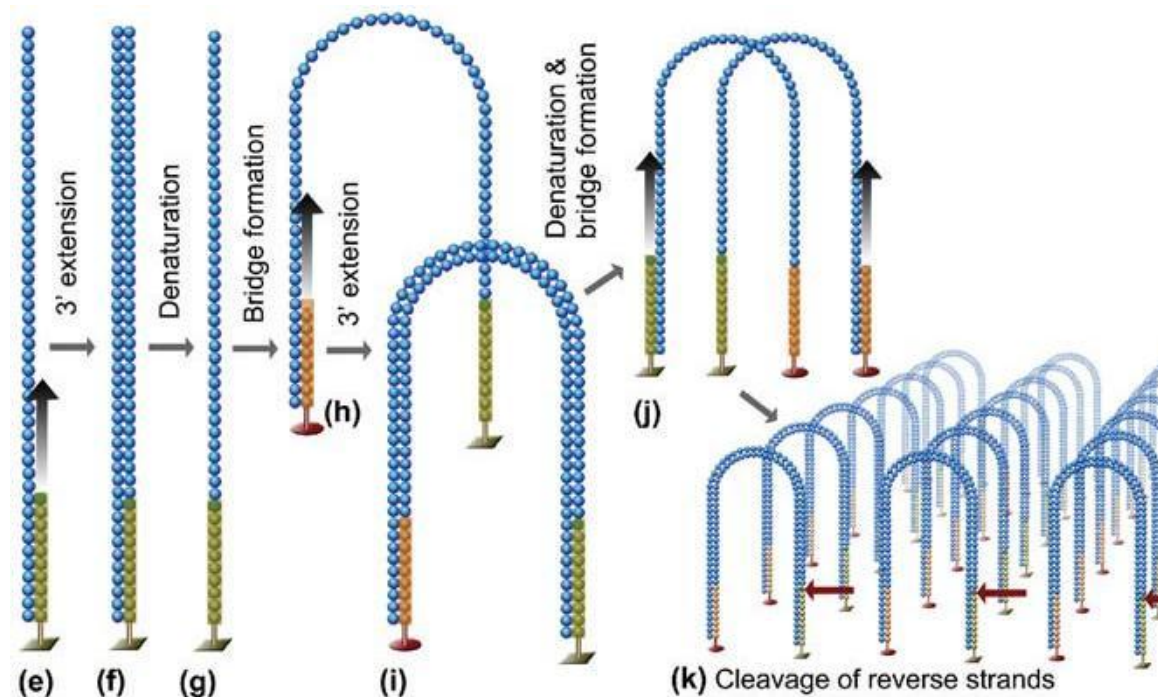 3' extension
Denaturation
Bridge formation
3' extension
Denaturation &
bridge formation
(e)
(f)
(g)
(h)
(i)
(j)
(k) Cleavage of reverse strands